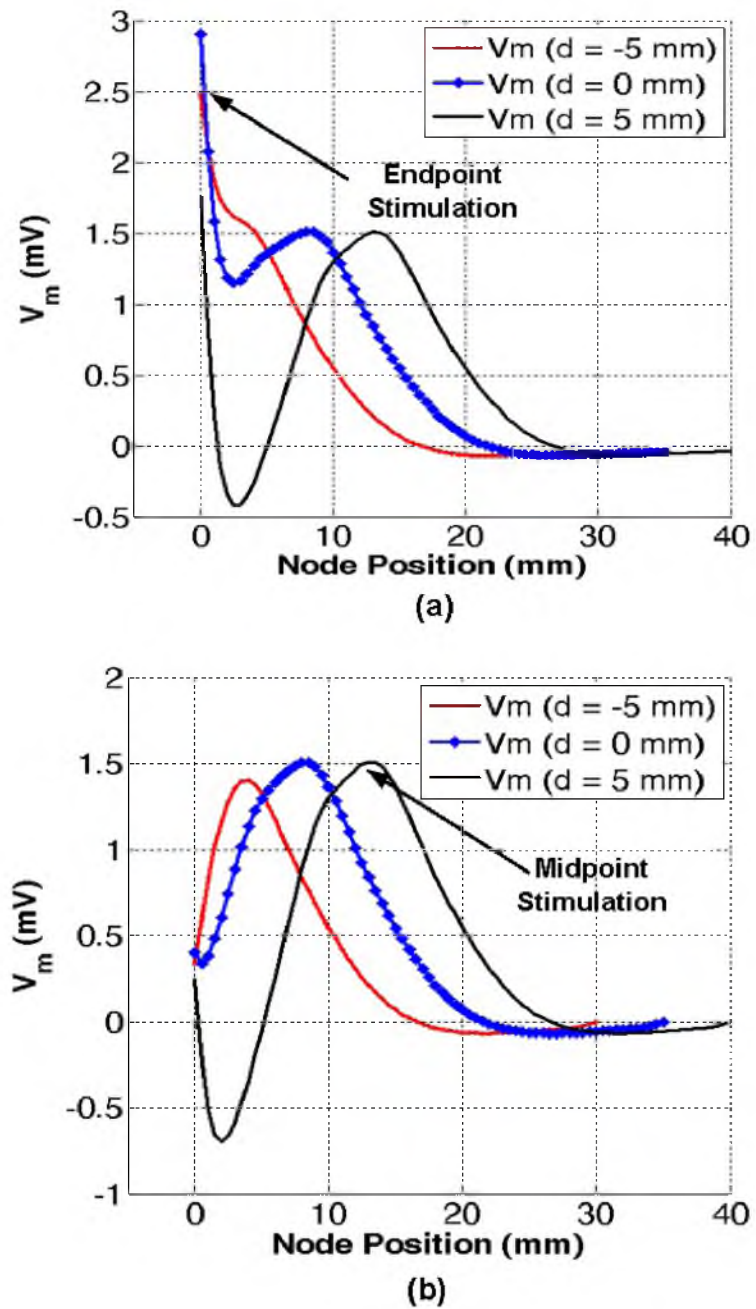 3
2.5
2
1.5
1
0.5
0
-0.5
V_m (mV)
Vm (d = -5 mm)
Vm (d = 0 mm)
Vm (d = 5 mm)
Endpoint
Stimulation
0
10
20
30
40
Node Position (mm)
(a)
2
1.5
1
0.5
0
-0.5
-1
V_m (mV)
Vm (d = -5 mm)
Vm (d = 0 mm)
Vm (d = 5 mm)
Midpoint
Stimulation
0
10
20
30
40
Node Position (mm)
(b)